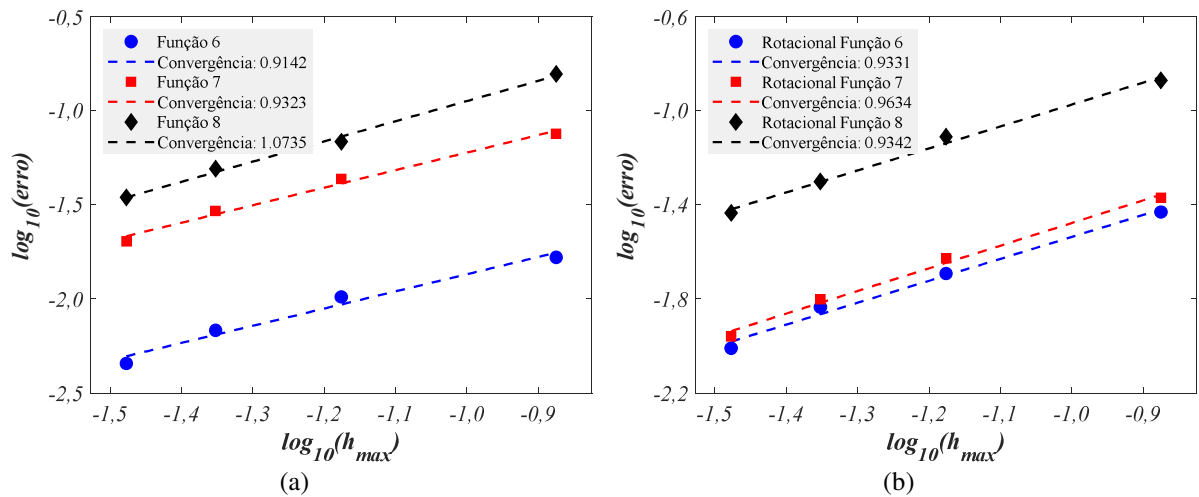 -0,5
-1,0
-1,5
-2,0
-2,5
log10(erro)
Função 6
Convergência: 0.9142
Função 7
Convergência: 0.9323
Função 8
Convergência: 1.0735
-1,5 -1,4 -1,3 -1,2 -1,1 -1,0 -0,9
log10(hmax)
(a)
-0,6
-1,0
-1,4
-1,8
-2,2
log10(erro)
Rotacional Função 6
Convergência: 0.9331
Rotacional Função 7
Convergência: 0.9634
Rotacional Função 8
Convergência: 0.9342
-1,5 -1,4 -1,3 -1,2 -1,1 -1,0 -0,9
log10(hmax)
(b)